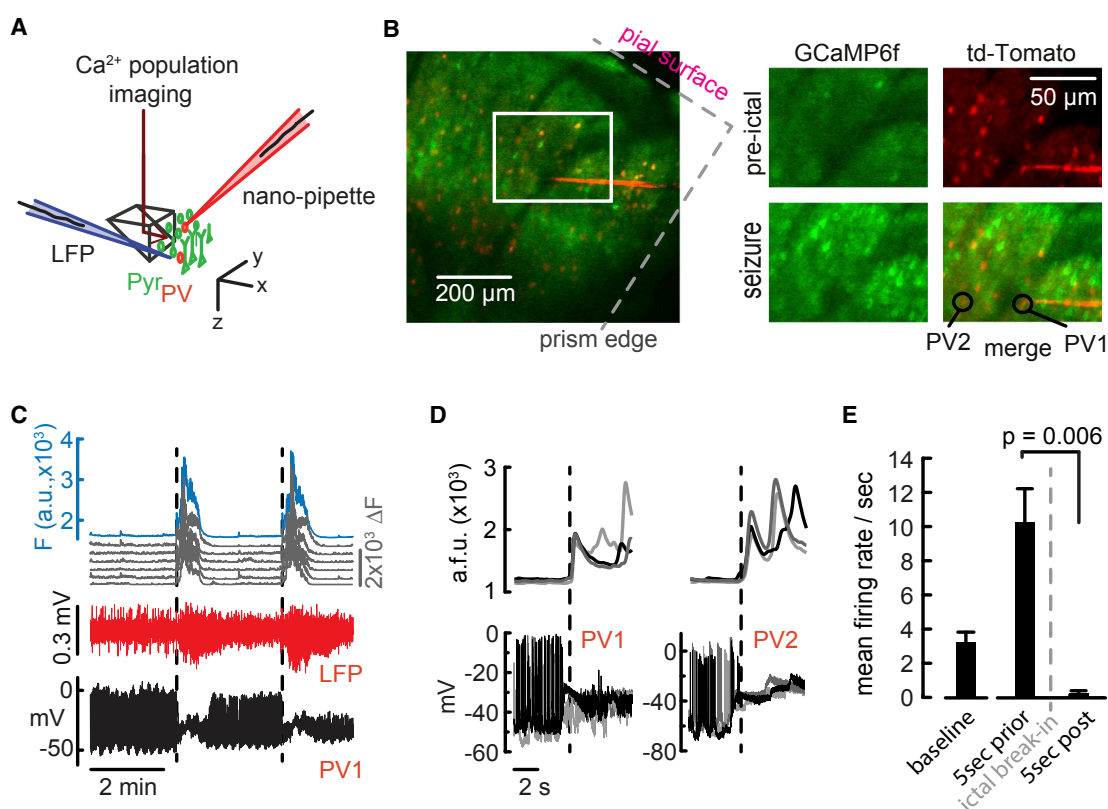 A
Ca2+ population
imaging
nano-pipette
LFP
Pyr
PV
y
x
z
B
pial surface
200 µm
prism edge
GCaMP6f
td-Tomato
pre-ictal
50 µm
seizure
PV2
merge
PV1
C
F (a.u.,x10³)
4
3
2
2x10³ ΔF
0.3 mV
LFP
0
mV
-50
PV1
2 min
D
a.f.u. (x10³)
3
2
1
PV1
PV2
mV
0
-20
-40
-60
0
-40
-80
2 s
E
p = 0.006
mean firing rate / sec
14
12
10
8
6
4
2
0
baseline
5sec prior
ictal break-in
5sec post